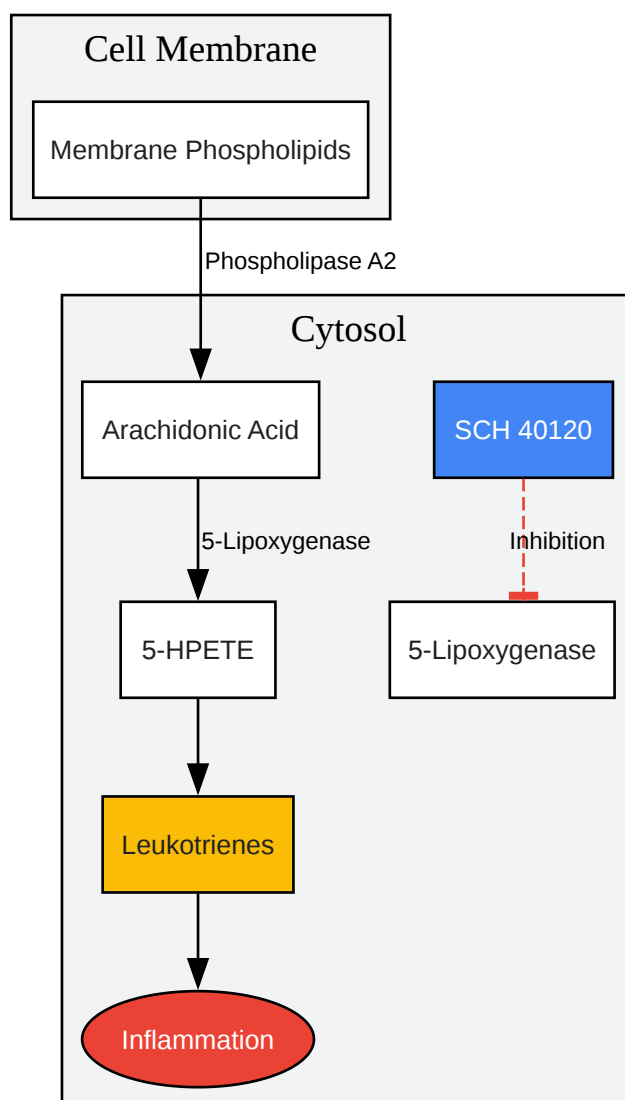 Cell Membrane
Membrane Phospholipids
Phospholipase A2
Cytosol
Arachidonic Acid
SCH 40120
5-Lipoxygenase
Inhibition
5-HPETE
5-Lipoxygenase
Leukotrienes
Inflammation